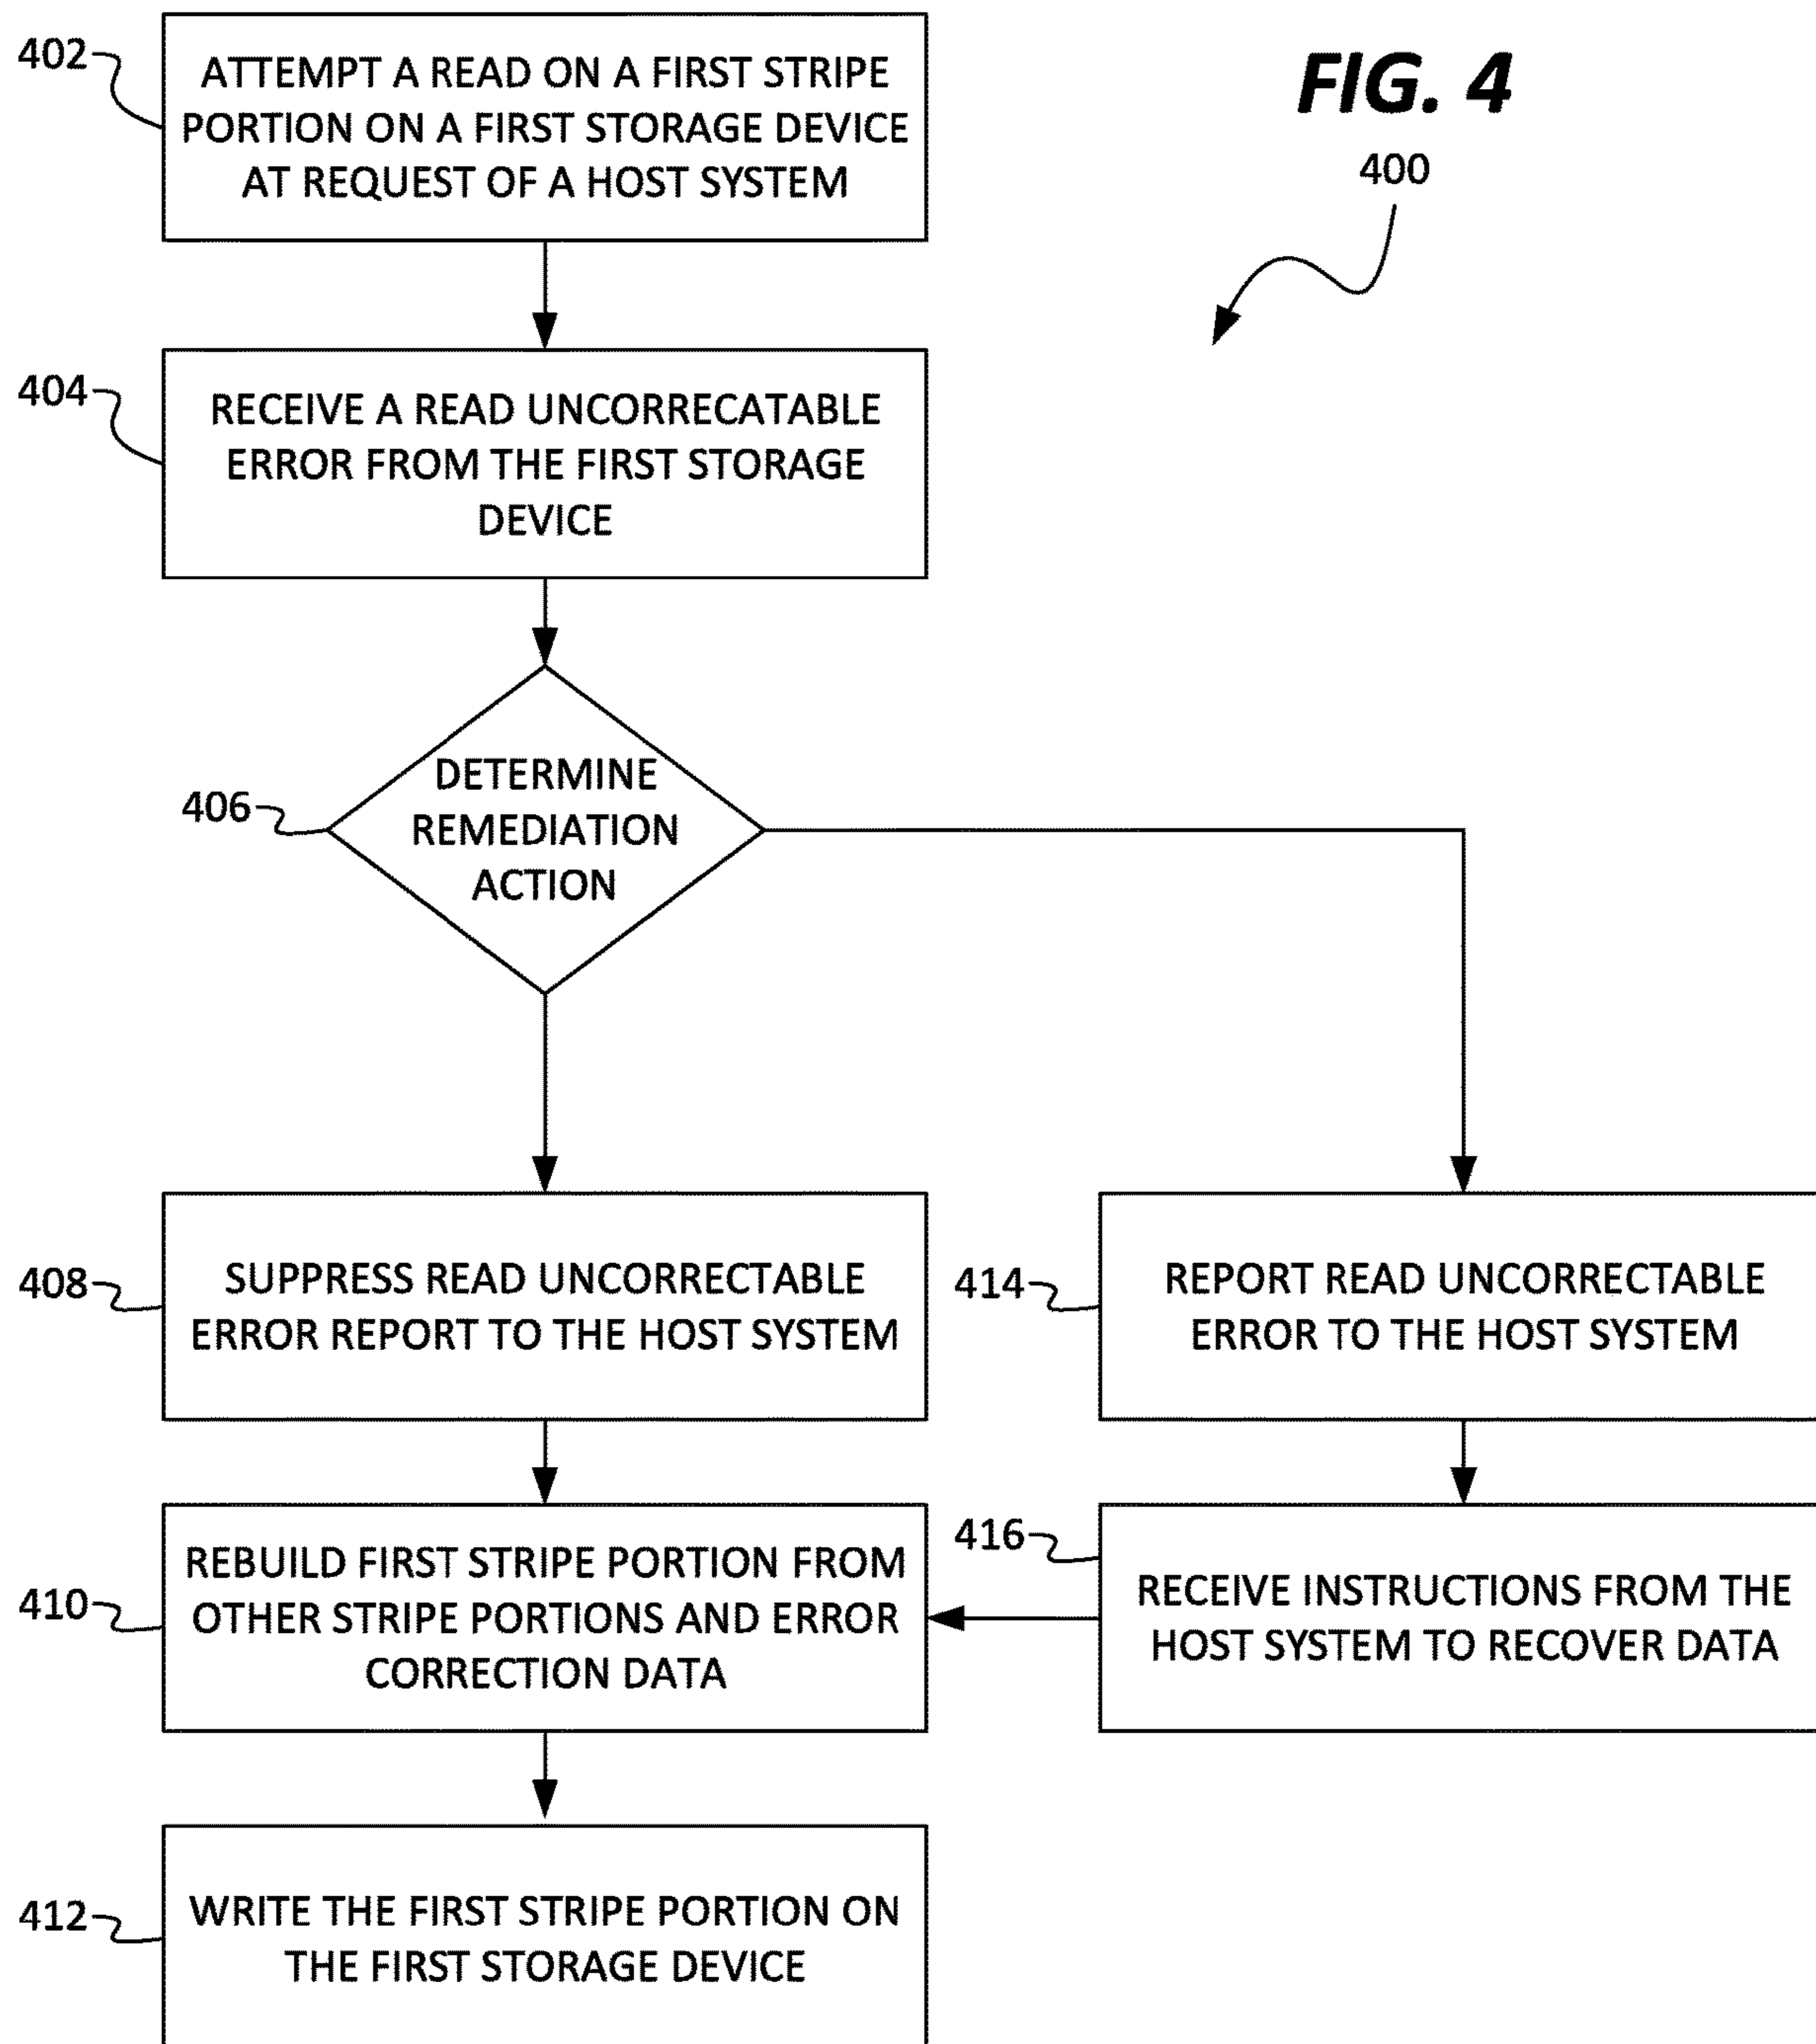 FIG. 4
400
402
ATTEMPT A READ ON A FIRST STRIPE
PORTION ON A FIRST STORAGE DEVICE
AT REQUEST OF A HOST SYSTEM
404
RECEIVE A READ UNCORRECATABLE
ERROR FROM THE FIRST STORAGE
DEVICE
406
DETERMINE
REMEDIATION
ACTION
408
SUPPRESS READ UNCORRECTABLE
ERROR REPORT TO THE HOST SYSTEM
414
REPORT READ UNCORRECTABLE
ERROR TO THE HOST SYSTEM
410
REBUILD FIRST STRIPE PORTION FROM
OTHER STRIPE PORTIONS AND ERROR
CORRECTION DATA
416
RECEIVE INSTRUCTIONS FROM THE
HOST SYSTEM TO RECOVER DATA
412
WRITE THE FIRST STRIPE PORTION ON
THE FIRST STORAGE DEVICE